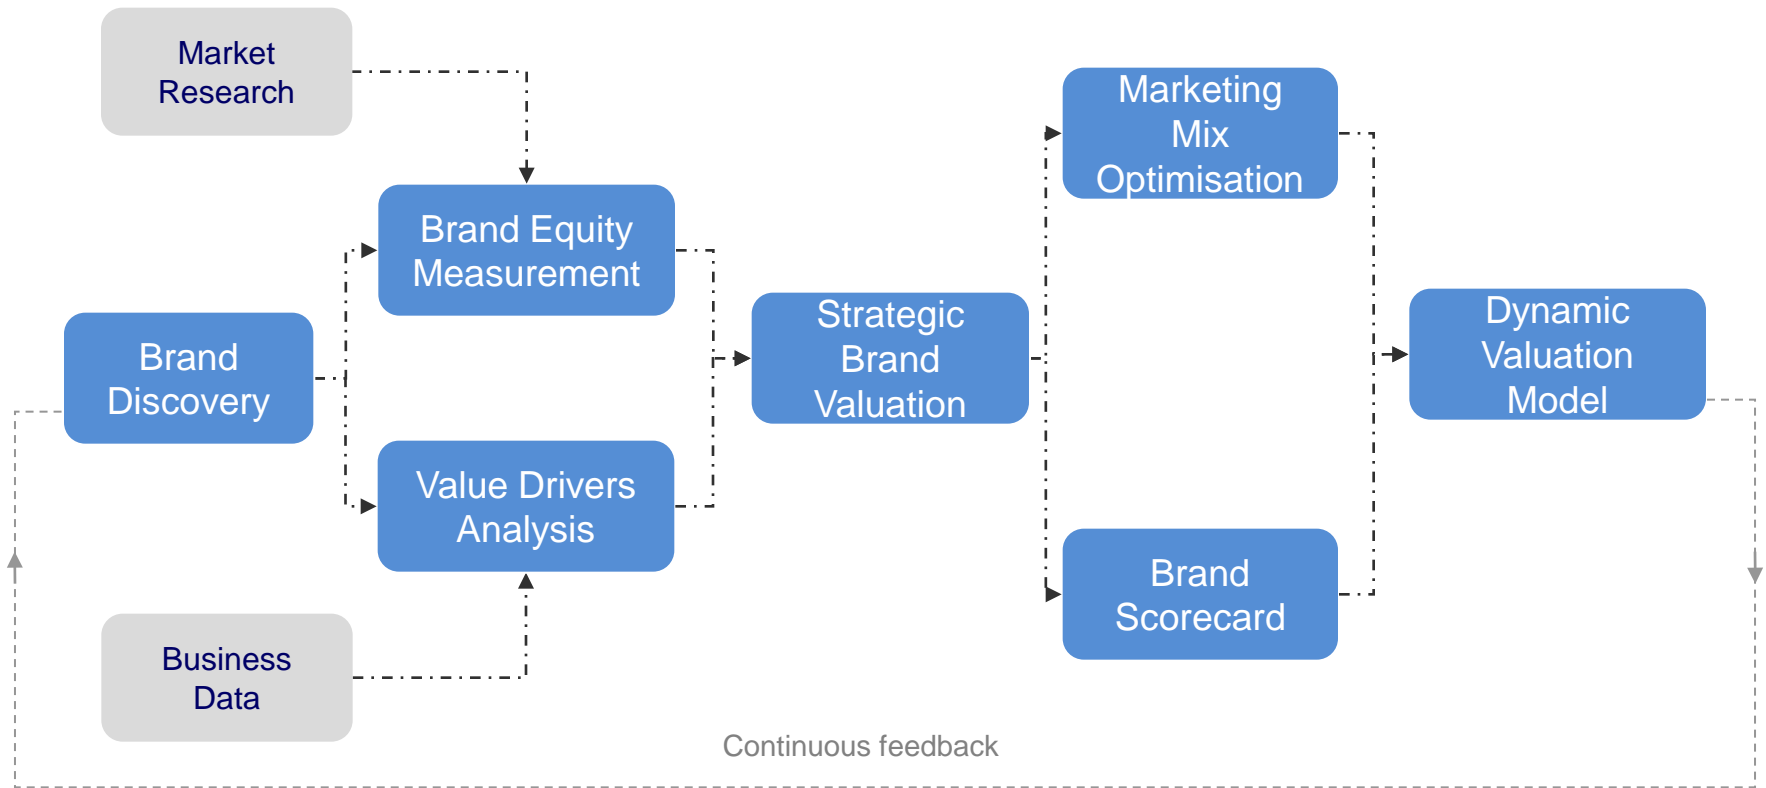 Market
Research
Brand Equity
Measurement
Brand
Discovery
Value Drivers
Analysis
Business
Data
Strategic
Brand
Valuation
Marketing
Mix
Optimisation
Brand
Scorecard
Dynamic
Valuation
Model
Continuous feedback